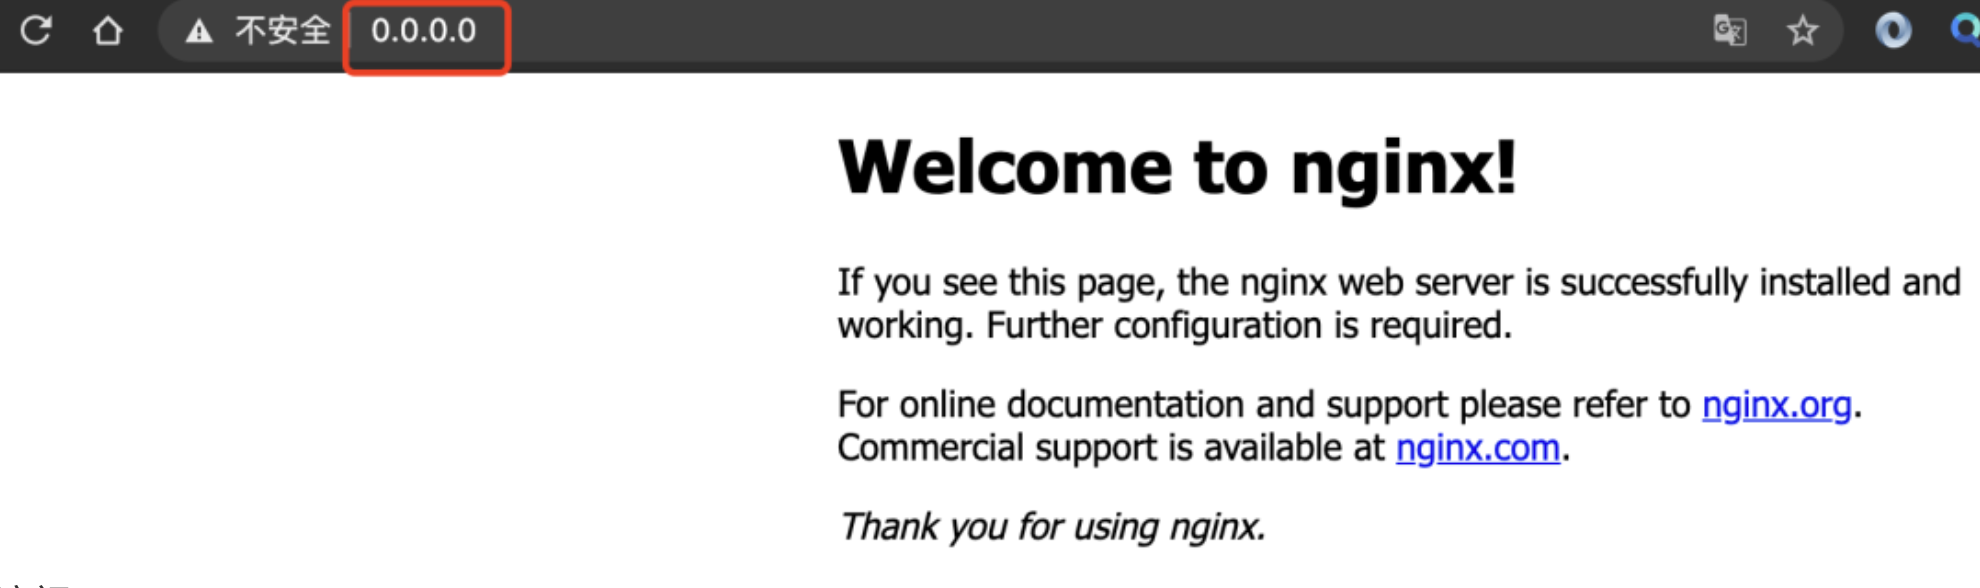 不安全 0.0.0.0
Welcome to nginx!
If you see this page, the nginx web server is successfully installed and
working. Further configuration is required.
For online documentation and support please refer to nginx.org.
Commercial support is available at nginx.com.
Thank you for using nginx.